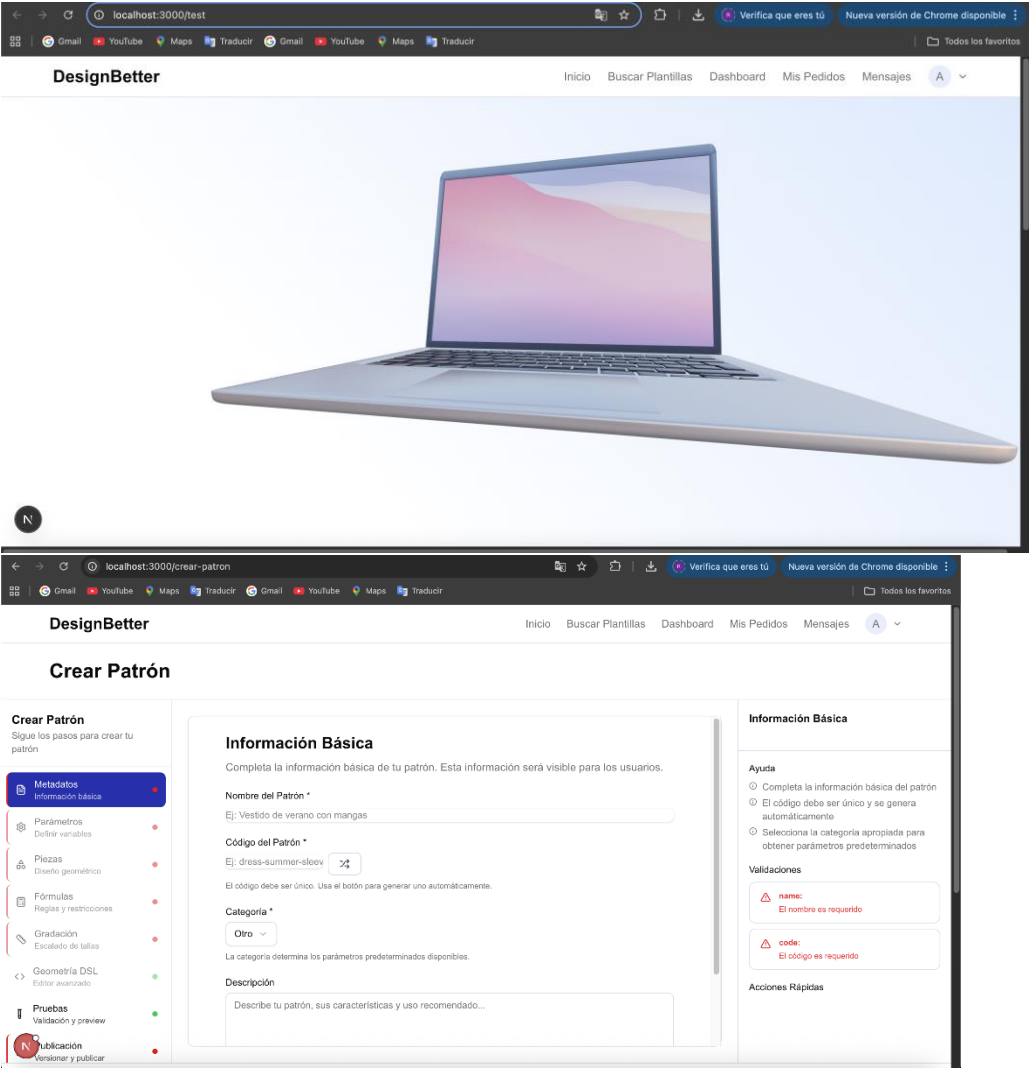 localhost:3000/test
Verifica que eres tú
Nueva versión de Chrome disponible
Gmail YouTube Maps Traducir Gmail YouTube Maps Traducir
Todos los favoritos
DesignBetter
Inicio Buscar Plantillas Dashboard Mis Pedidos Mensajes A
N
localhost:3000/crear-patron
Verifica que eres tú
Nueva versión de Chrome disponible
Gmail YouTube Maps Traducir Gmail YouTube Maps Traducir
Todos los favoritos
DesignBetter
Inicio Buscar Plantillas Dashboard Mis Pedidos Mensajes A
Crear Patrón
Crear Patrón
Sigue los pasos para crear tu
patrón
Metadatos
Información básica
Parámetros
Definir variables
Piezas
Diseño geométrico
Fórmulas
Reglas y restricciones
Gradación
Escalado de tallas
Geometría DSL
Editor avanzado
Pruebas
Validación y preview
N
ublicación
Versionar y publicar
Información Básica
Completa la información básica de tu patrón. Esta información será visible para los usuarios.
Nombre del Patrón *
Ej: Vestido de verano con mangas
Código del Patrón *
Ej: dress-summer-sleev
El código debe ser único. Usa el botón para generar uno automáticamente.
Categoría *
Otro
La categoría determina los parámetros predeterminados disponibles.
Descripción
Describe tu patrón, sus características y uso recomendado...
Información Básica
Ayuda
Completa la información básica del patrón
El código debe ser único y se genera
automáticamente
Selecciona la categoría apropiada para
obtener parámetros predeterminados
Validaciones
name:
El nombre es requerido
code:
El código es requerido
Acciones Rápidas